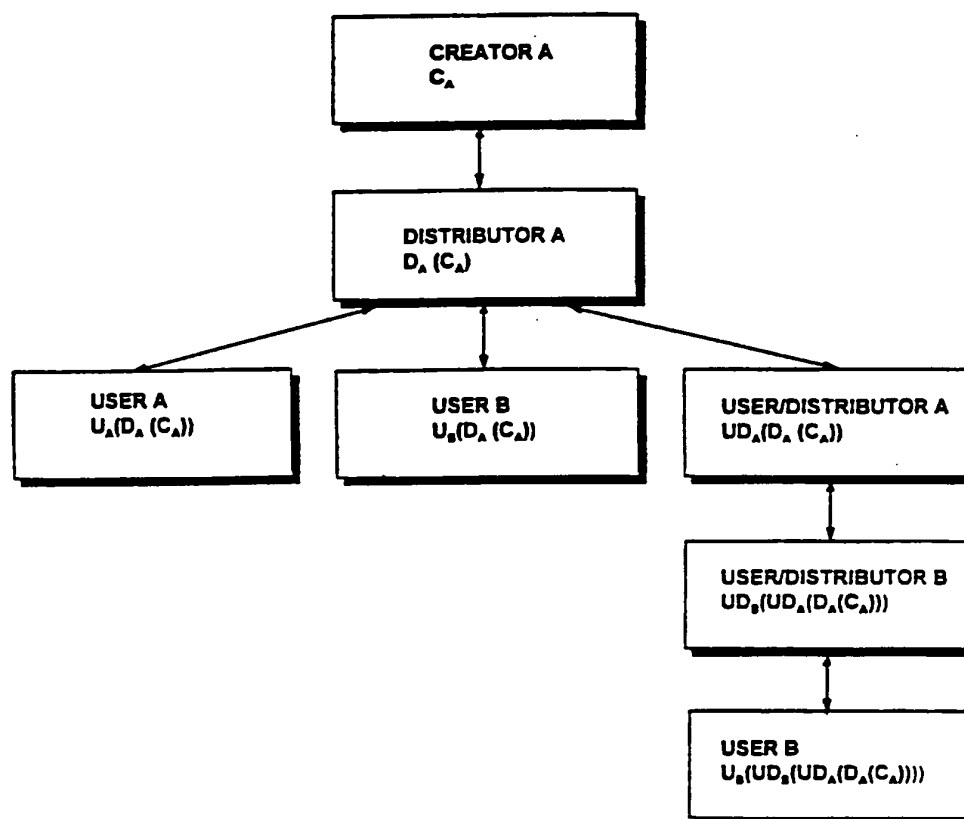 CREATOR A
C_A
DISTRIBUTOR A
D_A (C_A)
USER A
U_A(D_A (C_A))
USER B
U_B(D_A (C_A))
USER/DISTRIBUTOR A
UD_A(D_A (C_A))
USER/DISTRIBUTOR B
UD_B(UD_A(D_A(C_A)))
USER B
U_B(UD_B(UD_A(D_A(C_A))))